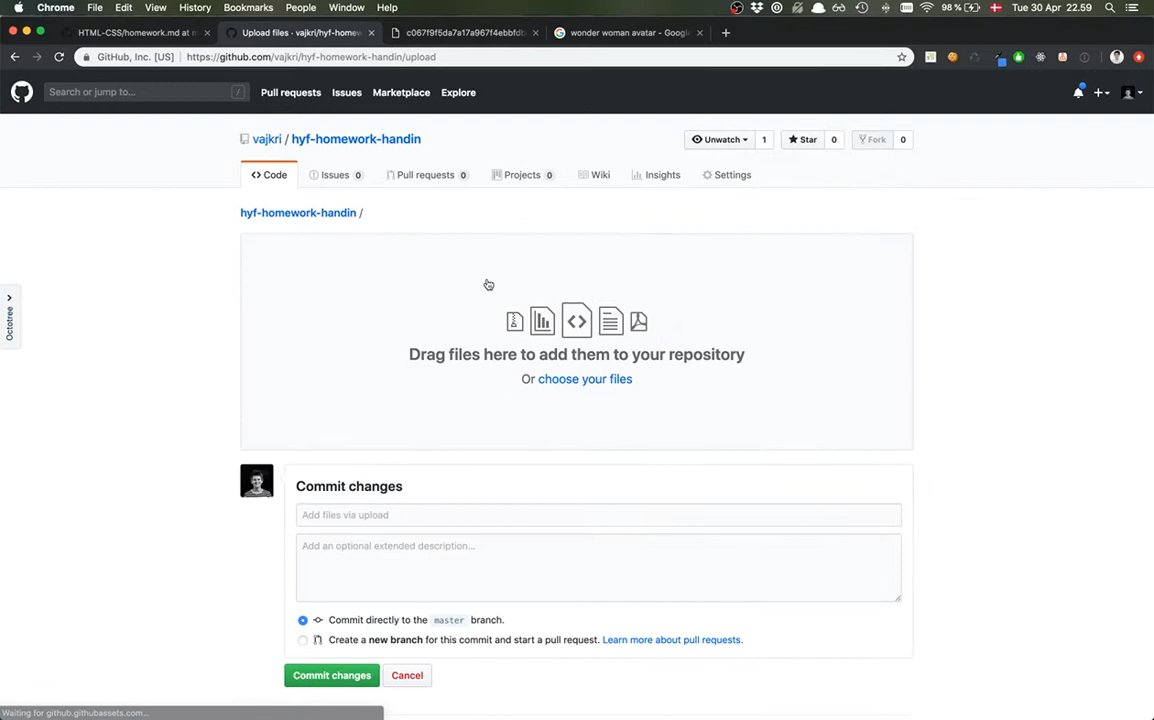 Chrome File Edit View History Bookmarks People Window Help 98 % Tue 30 Apr 22.59
HTML-CSS/homework.md at m Upload files · vajkri/hyf-homew c067f9f5da7a17a967f4ebbfdb wonder woman avatar - Google
GitHub, Inc. [US] https://github.com/vajkri/hyf-homework-handin/upload
Search or jump to... / Pull requests Issues Marketplace Explore
vajkri / hyf-homework-handin Unwatch 1 Star 0 Fork 0
Code Issues 0 Pull requests 0 Projects 0 Wiki Insights Settings
hyf-homework-handin /
Octotree
Drag files here to add them to your repository
Or choose your files
Commit changes
Add files via upload
Add an optional extended description...
Commit directly to the master branch.
Create a new branch for this commit and start a pull request. Learn more about pull requests.
Commit changes Cancel
Waiting for github.githubassets.com...